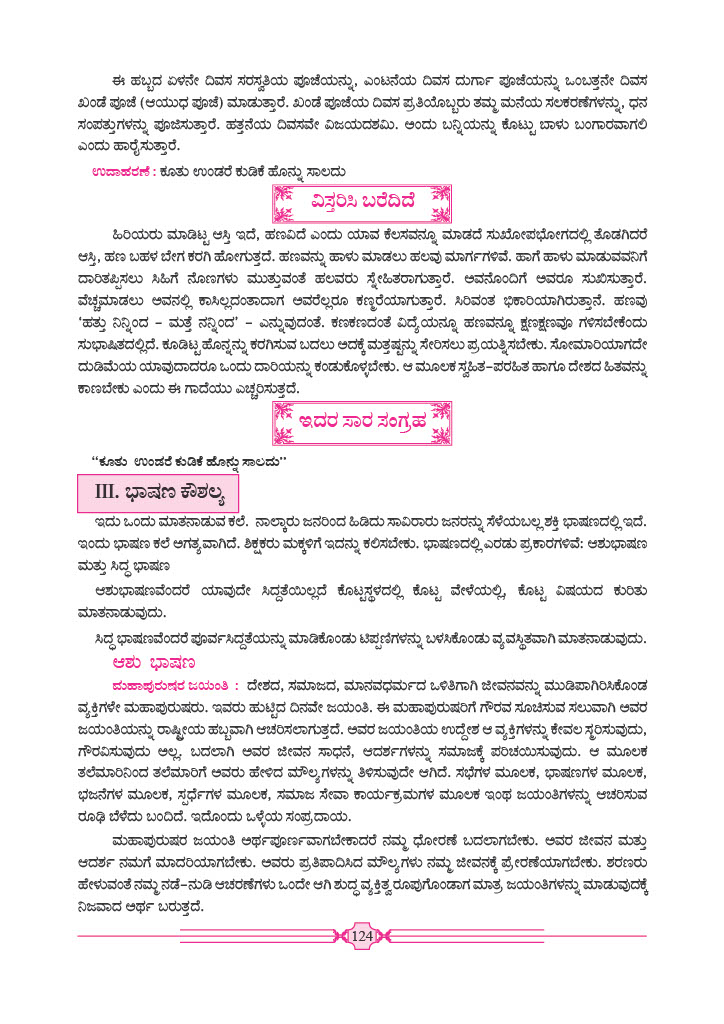 ಈ ಹಬ್ಬದ ಏಳನೇ ದಿವಸ ಸರಸ್ವತಿಯ ಪೂಜೆಯನ್ನು, ಎಂಟನೆಯ ದಿವಸ ದುರ್ಗಾ ಪೂಜೆಯನ್ನು ಒಂಬತ್ತನೇ ದಿವಸ
ಖಂಡೆ ಪೂಜೆ (ಆಯುಧ ಪೂಜೆ) ಮಾಡುತ್ತಾರೆ. ಖಂಡೆ ಪೂಜೆಯ ದಿವಸ ಪ್ರತಿಯೊಬ್ಬರು ತಮ್ಮ ಮನೆಯ ಸಲಕರಣೆಗಳನ್ನು, ಧನ
ಸಂಪತ್ತುಗಳನ್ನು ಪೂಜಿಸುತ್ತಾರೆ. ಹತ್ತನೆಯ ದಿವಸವೇ ವಿಜಯದಶಮಿ. ಅಂದು ಬನ್ನಿಯನ್ನು ಕೊಟ್ಟು ಬಾಳು ಬಂಗಾರವಾಗಲಿ
ಎಂದು ಹಾರೈಸುತ್ತಾರೆ.
ಉದಾಹರಣೆ : ಕೂತು ಉಂಡರೆ ಕುಡಿಕೆ ಹೊನ್ನು ಸಾಲದು
ವಿಸ್ತರಿಸಿ ಬರೆದಿದೆ
ಹಿರಿಯರು ಮಾಡಿಟ್ಟ ಆಸ್ತಿ ಇದೆ, ಹಣವಿದೆ ಎಂದು ಯಾವ ಕೆಲಸವನ್ನೂ ಮಾಡದೆ ಸುಖೋಪಭೋಗದಲ್ಲಿ ತೊಡಗಿದರೆ
ಆಸ್ತಿ, ಹಣ ಬಹಳ ಬೇಗ ಕರಗಿ ಹೋಗುತ್ತದೆ. ಹಣವನ್ನು ಹಾಳು ಮಾಡಲು ಹಲವು ಮಾರ್ಗಗಳಿವೆ. ಹಾಗೆ ಹಾಳು ಮಾಡುವವನಿಗೆ
ದಾರಿತಪ್ಪಿಸಲು ಸಿಹಿಗೆ ನೊಣಗಳು ಮುತ್ತುವಂತೆ ಹಲವರು ಸ್ನೇಹಿತರಾಗುತ್ತಾರೆ. ಅವನೊಂದಿಗೆ ಅವರೂ ಸುಖಿಸುತ್ತಾರೆ.
ವೆಚ್ಚಮಾಡಲು ಅವನಲ್ಲಿ ಕಾಸಿಲ್ಲದಂತಾದಾಗ ಅವರೆಲ್ಲರೂ ಕಣ್ಮರೆಯಾಗುತ್ತಾರೆ. ಸಿರಿವಂತ ಭಿಕಾರಿಯಾಗಿರುತ್ತಾನೆ. ಹಣವು
‘ಹತ್ತು ನಿನ್ನಿಂದ – ಮತ್ತೆ ನನ್ನಿಂದ’ – ಎನ್ನುವುದಂತೆ. ಕಣಕಣದಂತೆ ವಿದ್ಯೆಯನ್ನೂ ಹಣವನ್ನೂ ಕ್ಷಣಕ್ಷಣವೂ ಗಳಿಸಬೇಕೆಂದು
ಸುಭಾಷಿತದಲ್ಲಿದೆ. ಕೂಡಿಟ್ಟ ಹೊನ್ನನ್ನು ಕರಗಿಸುವ ಬದಲು ಅದಕ್ಕೆ ಮತ್ತಷ್ಟನ್ನು ಸೇರಿಸಲು ಪ್ರಯತ್ನಿಸಬೇಕು. ಸೋಮಾರಿಯಾಗದೇ
ದುಡಿಮೆಯ ಯಾವುದಾದರೂ ಒಂದು ದಾರಿಯನ್ನು ಕಂಡುಕೊಳ್ಳಬೇಕು. ಆ ಮೂಲಕ ಸ್ವಹಿತ–ಪರಹಿತ ಹಾಗೂ ದೇಶದ ಹಿತವನ್ನು
ಕಾಣಬೇಕು ಎಂದು ಈ ಗಾದೆಯು ಎಚ್ಚರಿಸುತ್ತದೆ.
ಇದರ ಸಾರ ಸಂಗ್ರಹ
“ಕೂತು ಉಂಡರೆ ಕುಡಿಕೆ ಹೊನ್ನು ಸಾಲದು”
III. ಭಾಷಣ ಕೌಶಲ್ಯ
ಇದು ಒಂದು ಮಾತನಾಡುವ ಕಲೆ. ನಾಲ್ಕಾರು ಜನರಿಂದ ಹಿಡಿದು ಸಾವಿರಾರು ಜನರನ್ನು ಸೆಳೆಯಬಲ್ಲ ಶಕ್ತಿ ಭಾಷಣದಲ್ಲಿ ಇದೆ.
ಇಂದು ಭಾಷಣ ಕಲೆ ಅಗತ್ಯವಾಗಿದೆ. ಶಿಕ್ಷಕರು ಮಕ್ಕಳಿಗೆ ಇದನ್ನು ಕಲಿಸಬೇಕು. ಭಾಷಣದಲ್ಲಿ ಎರಡು ಪ್ರಕಾರಗಳಿವೆ: ಆಶುಭಾಷಣ
ಮತ್ತು ಸಿದ್ಧ ಭಾಷಣ
ಆಶುಭಾಷಣವೆಂದರೆ ಯಾವುದೇ ಸಿದ್ದತೆಯಿಲ್ಲದೆ ಕೊಟ್ಟಸ್ಥಳದಲ್ಲಿ ಕೊಟ್ಟ ವೇಳೆಯಲ್ಲಿ, ಕೊಟ್ಟ ವಿಷಯದ ಕುರಿತು
ಮಾತನಾಡುವುದು.
ಸಿದ್ಧ ಭಾಷಣವೆಂದರೆ ಪೂರ್ವಸಿದ್ದತೆಯನ್ನು ಮಾಡಿಕೊಂಡು ಟಿಪ್ಪಣಿಗಳನ್ನು ಬಳಸಿಕೊಂಡು ವ್ಯವಸ್ಥಿತವಾಗಿ ಮಾತನಾಡುವುದು.
ಆಶು ಭಾಷಣ
ಮಹಾಪುರುಷರ ಜಯಂತಿ : ದೇಶದ, ಸಮಾಜದ, ಮಾನವಧರ್ಮದ ಒಳಿತಿಗಾಗಿ ಜೀವನವನ್ನು ಮುಡಿಪಾಗಿರಿಸಿಕೊಂಡ
ವ್ಯಕ್ತಿಗಳೇ ಮಹಾಪುರುಷರು. ಇವರು ಹುಟ್ಟಿದ ದಿನವೇ ಜಯಂತಿ. ಈ ಮಹಾಪುರುಷರಿಗೆ ಗೌರವ ಸೂಚಿಸುವ ಸಲುವಾಗಿ ಅವರ
ಜಯಂತಿಯನ್ನು ರಾಷ್ಟ್ರೀಯ ಹಬ್ಬವಾಗಿ ಆಚರಿಸಲಾಗುತ್ತದೆ. ಅವರ ಜಯಂತಿಯ ಉದ್ದೇಶ ಆ ವ್ಯಕ್ತಿಗಳನ್ನು ಕೇವಲ ಸ್ಮರಿಸುವುದು,
ಗೌರವಿಸುವುದು ಅಲ್ಲ. ಬದಲಾಗಿ ಅವರ ಜೀವನ ಸಾಧನೆ, ಆದರ್ಶಗಳನ್ನು ಸಮಾಜಕ್ಕೆ ಪರಿಚಯಿಸುವುದು. ಆ ಮೂಲಕ
ತಲೆಮಾರಿನಿಂದ ತಲೆಮಾರಿಗೆ ಅವರು ಹೇಳಿದ ಮೌಲ್ಯಗಳನ್ನು ತಿಳಿಸುವುದೇ ಆಗಿದೆ. ಸಭೆಗಳ ಮೂಲಕ, ಭಾಷಣಗಳ ಮೂಲಕ,
ಭಜನೆಗಳ ಮೂಲಕ, ಸ್ಪರ್ಧೆಗಳ ಮೂಲಕ, ಸಮಾಜ ಸೇವಾ ಕಾರ್ಯಕ್ರಮಗಳ ಮೂಲಕ ಇಂಥ ಜಯಂತಿಗಳನ್ನು ಆಚರಿಸುವ
ರೂಢಿ ಬೆಳೆದು ಬಂದಿದೆ. ಇದೊಂದು ಒಳ್ಳೆಯ ಸಂಪ್ರದಾಯ.
ಮಹಾಪುರುಷರ ಜಯಂತಿ ಅರ್ಥಪೂರ್ಣವಾಗಬೇಕಾದರೆ ನಮ್ಮ ಧೋರಣೆ ಬದಲಾಗಬೇಕು. ಅವರ ಜೀವನ ಮತ್ತು
ಆದರ್ಶ ನಮಗೆ ಮಾದರಿಯಾಗಬೇಕು. ಅವರು ಪ್ರತಿಪಾದಿಸಿದ ಮೌಲ್ಯಗಳು ನಮ್ಮ ಜೀವನಕ್ಕೆ ಪ್ರೇರಣೆಯಾಗಬೇಕು. ಶರಣರು
ಹೇಳುವಂತೆ ನಮ್ಮ ನಡೆ–ನುಡಿ ಆಚರಣೆಗಳು ಒಂದೇ ಆಗಿ ಶುದ್ಧ ವ್ಯಕ್ತಿತ್ವ ರೂಪುಗೊಂಡಾಗ ಮಾತ್ರ ಜಯಂತಿಗಳನ್ನು ಮಾಡುವುದಕ್ಕೆ
ನಿಜವಾದ ಅರ್ಥ ಬರುತ್ತದೆ.
124